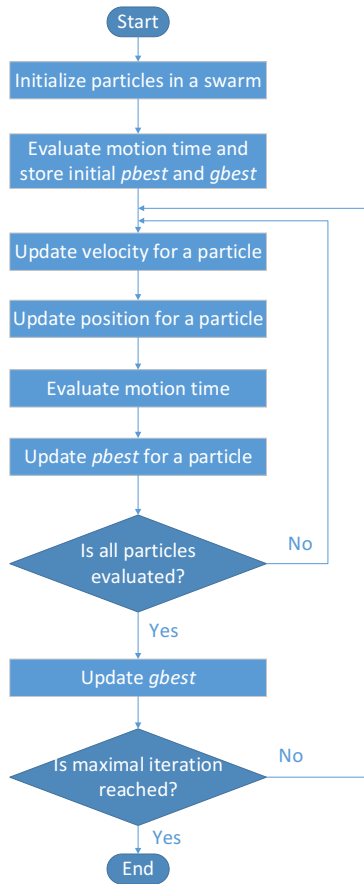 Start
Initialize particles in a swarm
Evaluate motion time and
store initial pbest and gbest
Update velocity for a particle
Update position for a particle
Evaluate motion time
Update pbest for a particle
Is all particles
evaluated?
No
Yes
Update gbest
Is maximal iteration
reached?
No
Yes
End